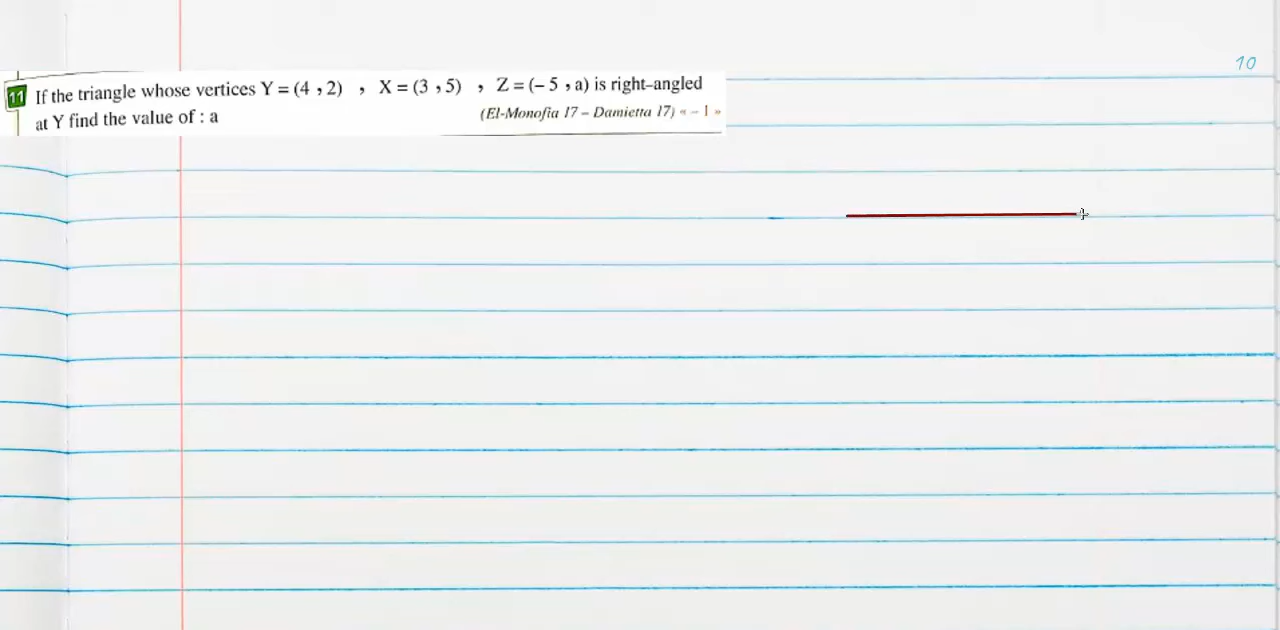 10
11 If the triangle whose vertices Y = (4 , 2) , X = (3 , 5) , Z = (– 5 , a) is right–angled
at Y find the value of : a
(El-Monofia 17 – Damietta 17) « – 1 »